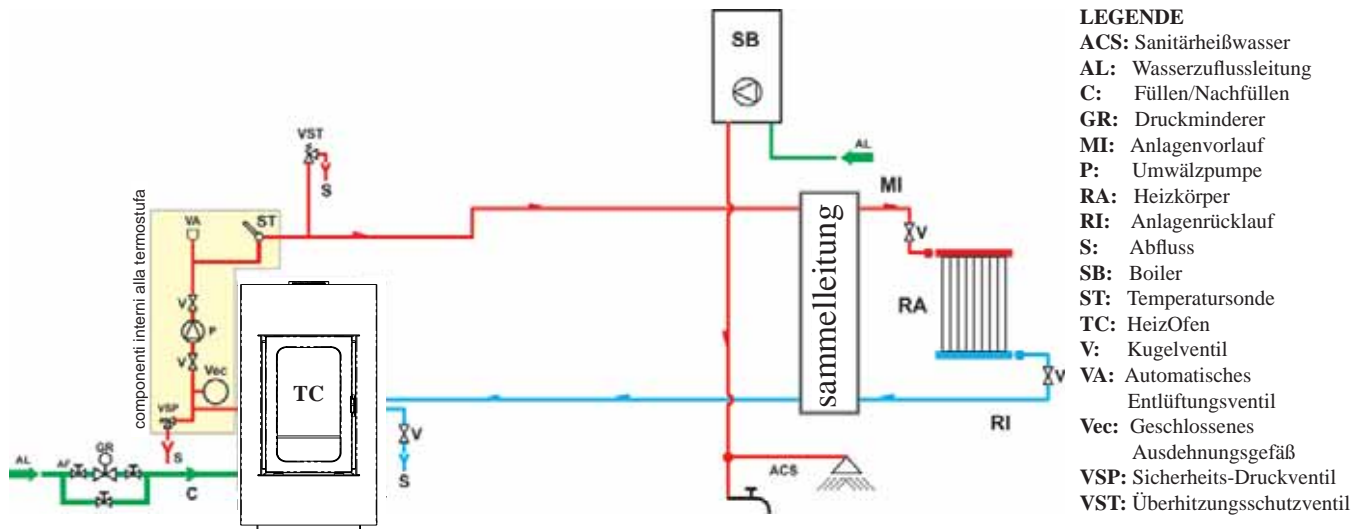 SB
AL
VST
S
componenti interni alla termostufa
VA
ST
MI
V
sammelleitung
RA
V
P
V
Vec
TC
VSP
S
V
RI
V
S
AL
AF
GR
C
ACS
LEGENDE
ACS: Sanitärheißwasser
AL: Wasserzuflussleitung
C: Füllen/Nachfüllen
GR: Druckminderer
MI: Anlagenvorlauf
P: Umwälzpumpe
RA: Heizkörper
RI: Anlagenrücklauf
S: Abfluss
SB: Boiler
ST: Temperatursonde
TC: HeizOfen
V: Kugelventil
VA: Automatisches
Entlüftungsventil
Vec: Geschlossenes
Ausdehnungsgefäß
VSP: Sicherheits-Druckventil
VST: Überhitzungsschutzventil